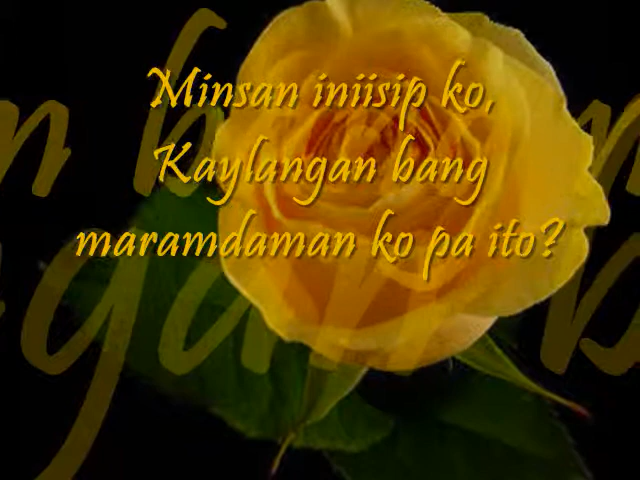 Minsan iniisip ko,
Kaylangan bang
maramdaman ko pa ito?